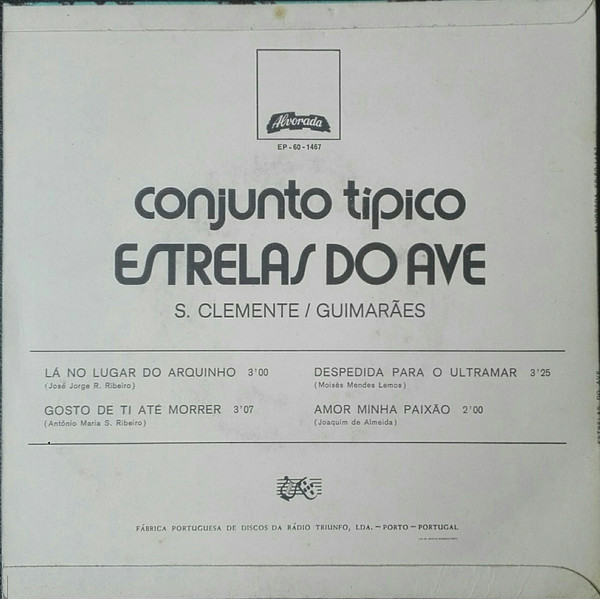 Alvorada
EP-60-1467
conjunto típico
ESTRELAS DO AVE
S. CLEMENTE / GUIMARÃES
LÁ NO LUGAR DO ARQUINHO 3'00
(José Jorge R. Ribeiro)
GOSTO DE TI ATÉ MORRER 3'07
(António Maria S. Ribeiro)
DESPEDIDA PARA O ULTRAMAR 3'25
(Moisés Mendes Lemos)
AMOR MINHA PAIXÃO 2'00
(Joaquim de Almeida)
FÁBRICA PORTUGUESA DE DISCOS DA RÁDIO TRIUNFO, LDA. – PORTO – PORTUGAL